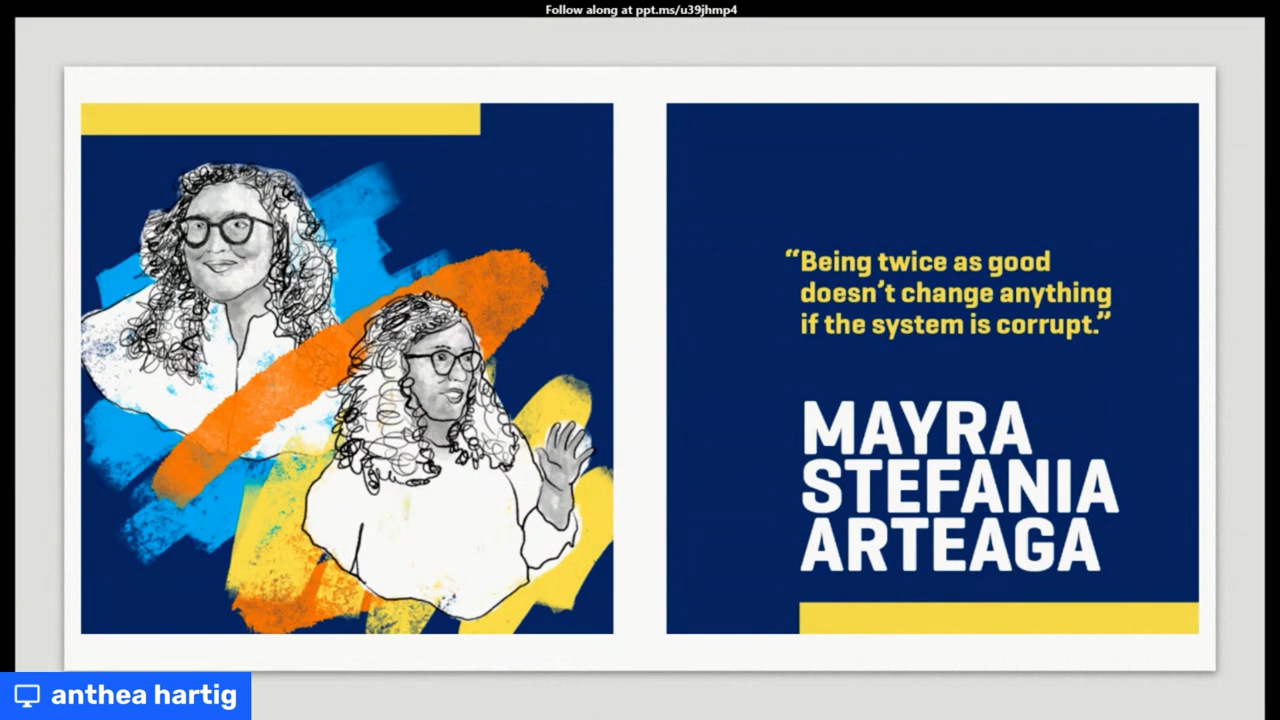 Follow along at ppt.ms/u39jhmp4
“Being twice as good
doesn’t change anything
if the system is corrupt.”
MAYRA
STEFANIA
ARTEAGA
anthea hartig